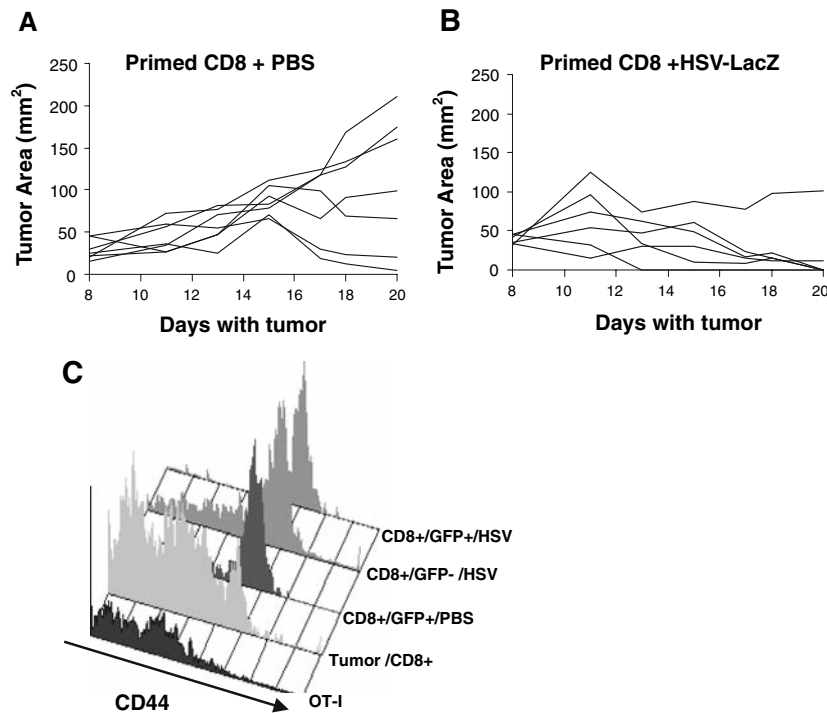 A
Primed CD8 + PBS
250
200
150
100
50
0
Tumor Area (mm²)
8 10 12 14 16 18 20
Days with tumor
B
Primed CD8 +HSV-LacZ
250
200
150
100
50
0
Tumor Area (mm²)
8 10 12 14 16 18 20
Days with tumor
C
CD8+/GFP+/HSV
CD8+/GFP- /HSV
CD8+/GFP+/PBS
Tumor /CD8+
OT-I
CD44